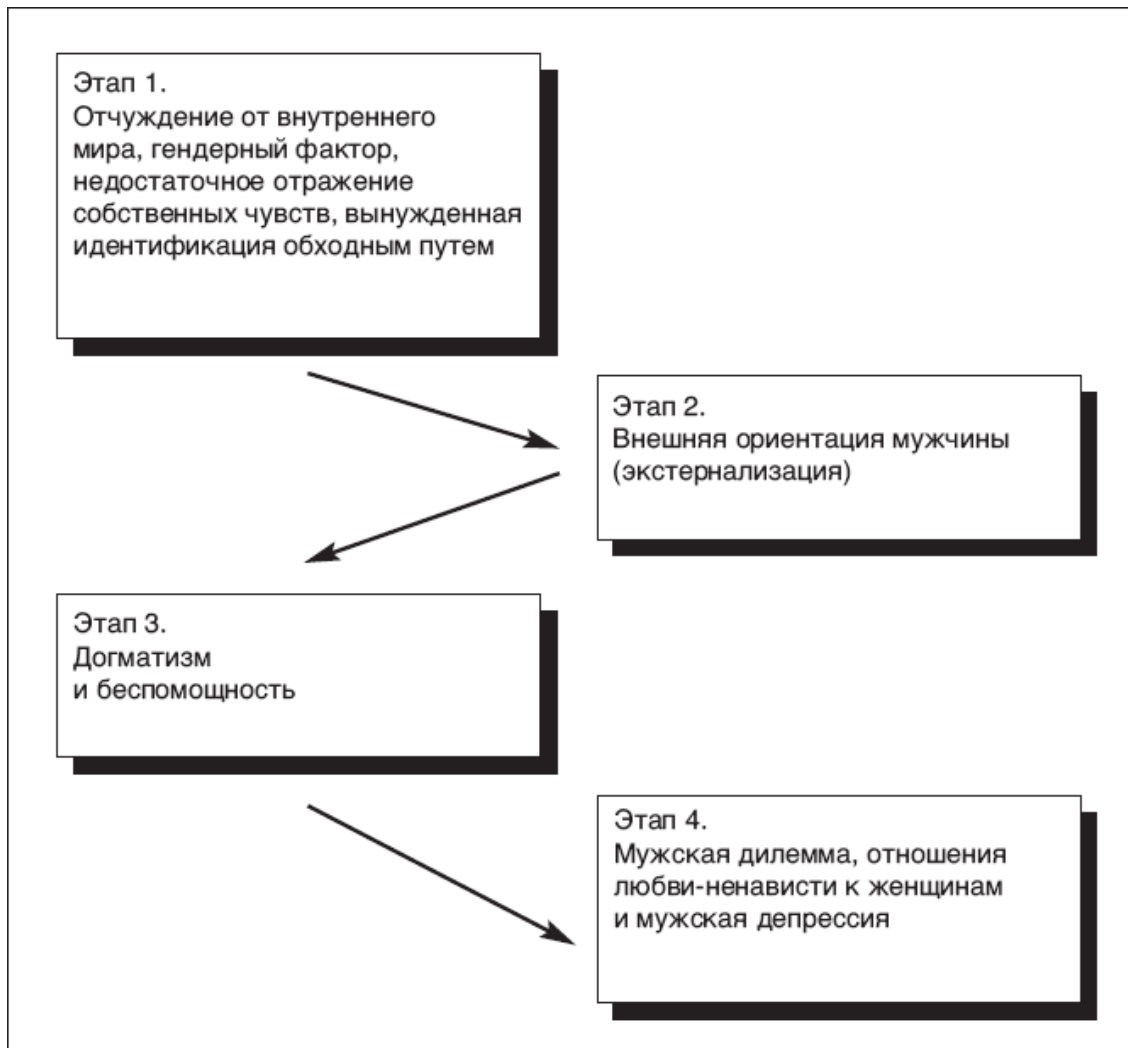 Этап 1.
Отчуждение от внутреннего
мира, гендерный фактор,
недостаточное отражение
собственных чувств, вынужденная
идентификация обходным путем
Этап 2.
Внешняя ориентация мужчины
(экстернализация)
Этап 3.
Догматизм
и беспомощность
Этап 4.
Мужская дилемма, отношения
любви-ненависти к женщинам
и мужская депрессия